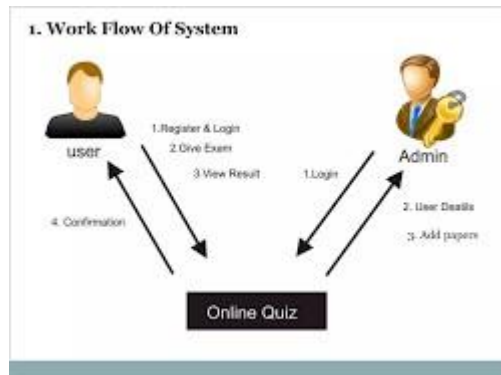 1. Work Flow Of System
1.Register & Login
2.Give Exam
3.View Result
user
4. Confirmation
1.Login
Admin
2. User Deatils
3. Add papers
Online Quiz